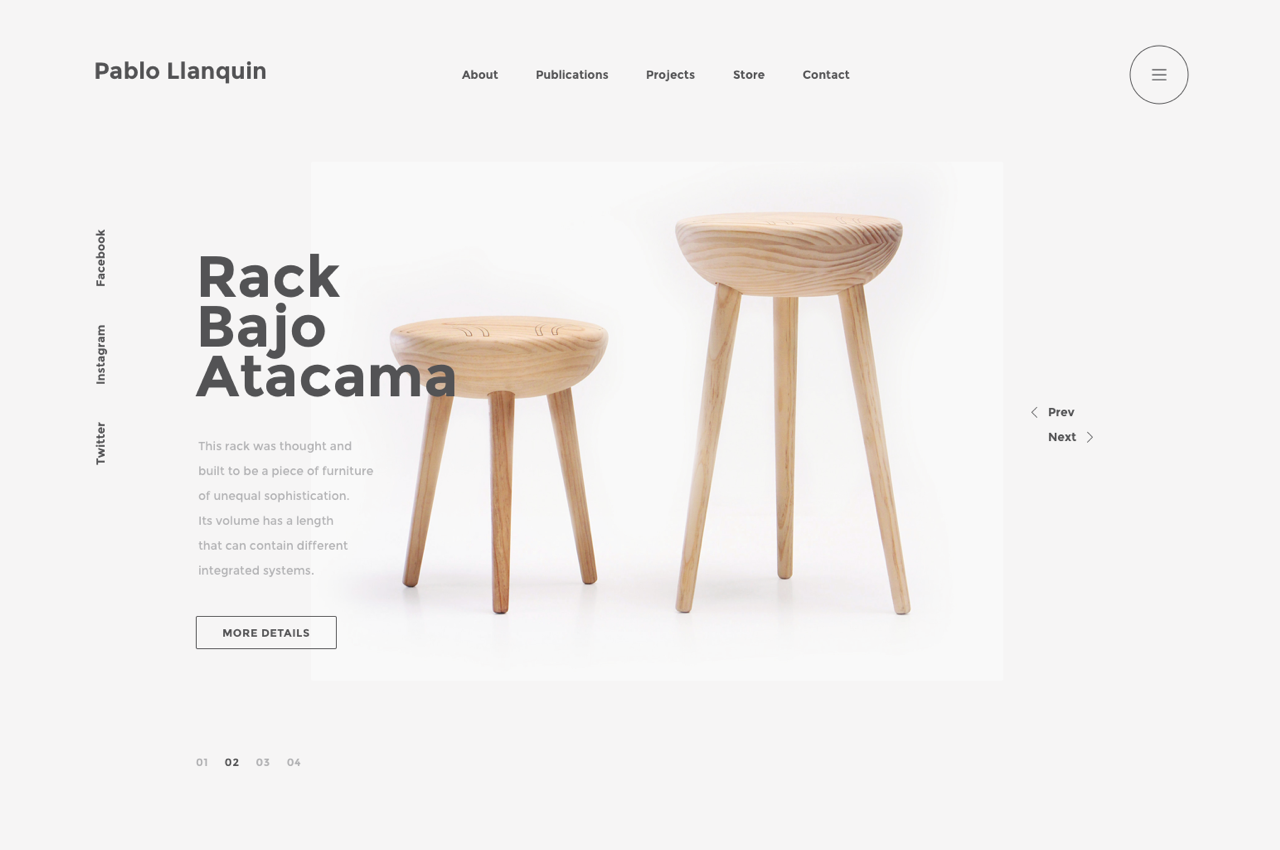 Pablo Llanquin
About
Publications
Projects
Store
Contact
Facebook
Instagram
Twitter
Rack
Bajo
Atacama
This rack was thought and
built to be a piece of furniture
of unequal sophistication.
Its volume has a length
that can contain different
integrated systems.
MORE DETAILS
Prev
Next
01 02 03 04